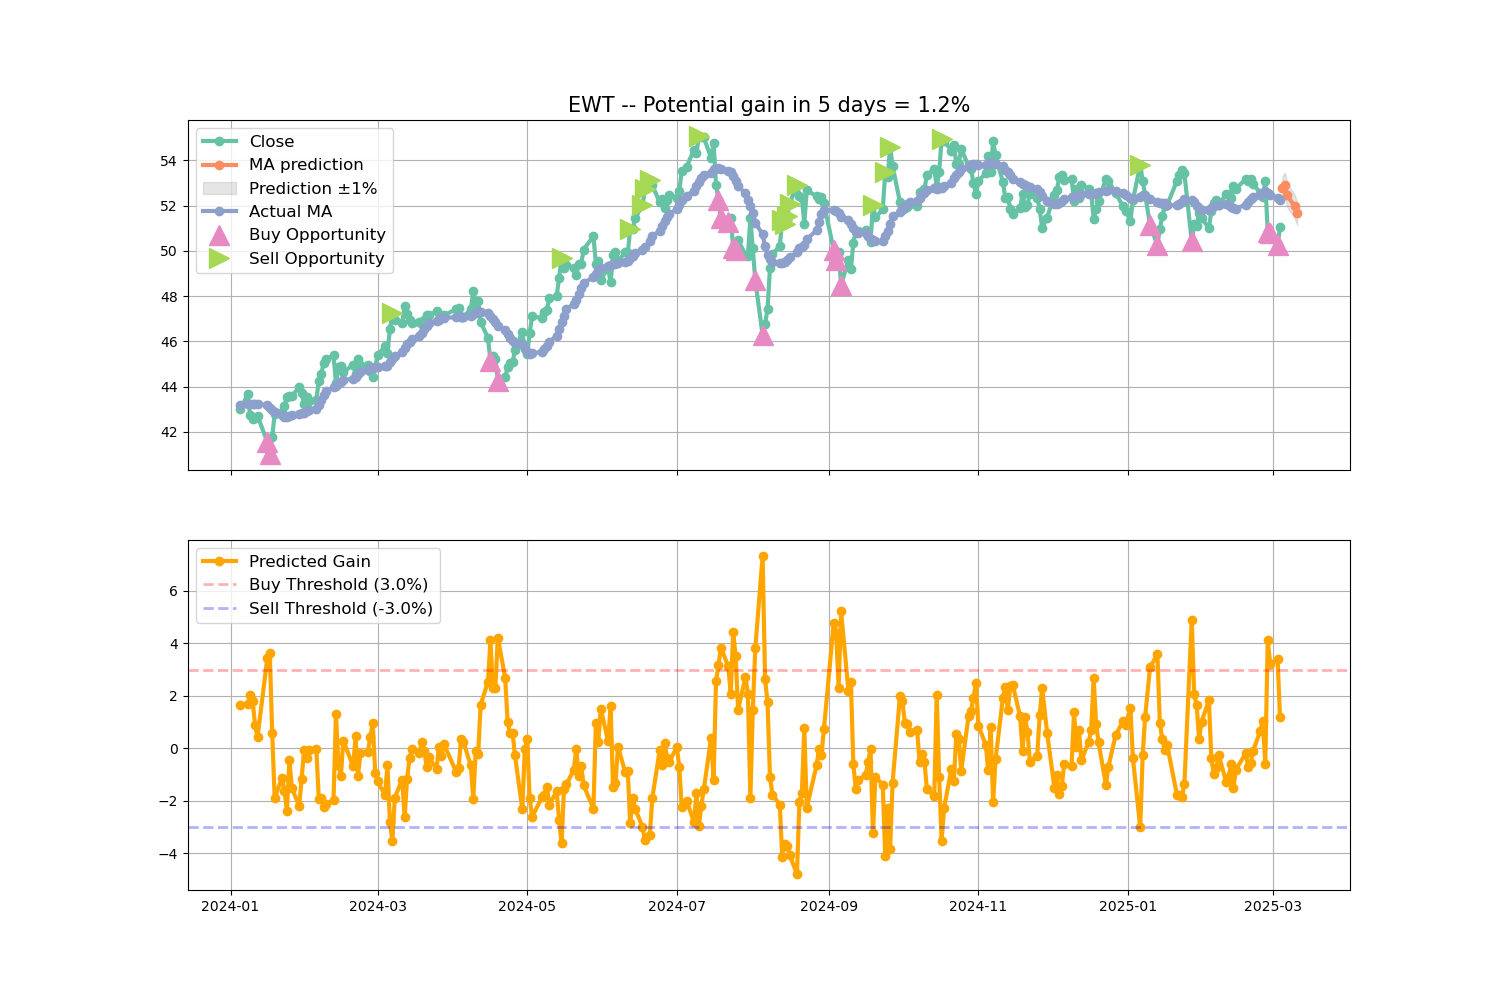 EWT -- Potential gain in 5 days = 1.2%
Close
MA prediction
Prediction ±1%
Actual MA
Buy Opportunity
Sell Opportunity
54
52
50
48
46
44
42
Predicted Gain
Buy Threshold (3.0%)
Sell Threshold (-3.0%)
6
4
2
0
−2
−4
2024-01
2024-03
2024-05
2024-07
2024-09
2024-11
2025-01
2025-03